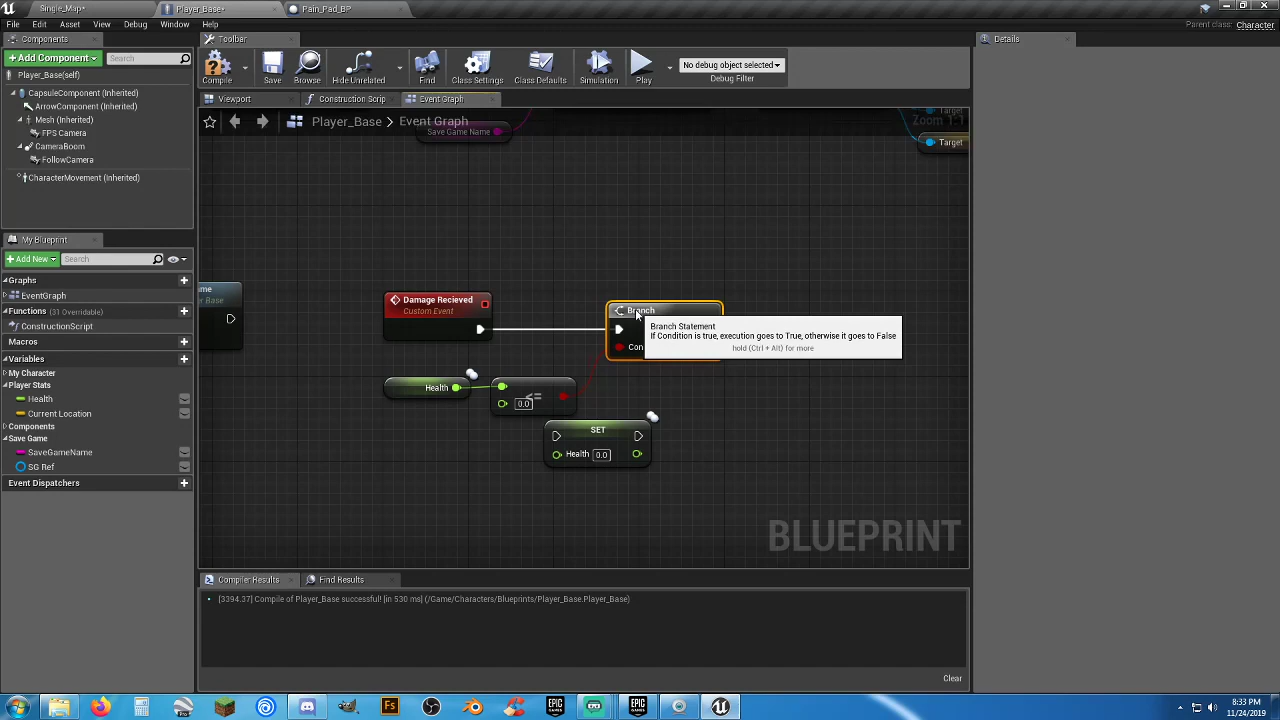 Single_Map*
Player_Base*
Pain_Pad_BP
File
Edit
Asset
View
Debug
Window
Help
Parent class: Character
Components
Toolbar
Details
+ Add Component
Search
Player_Base(self)
CapsuleComponent (Inherited)
ArrowComponent (Inherited)
Mesh (Inherited)
FPS Camera
CameraBoom
FollowCamera
CharacterMovement (Inherited)
Compile
Save
Browse
Hide Unrelated
Find
Class Settings
Class Defaults
Simulation
Play
No debug object selected
Debug Filter
Viewport
Construction Scrip
Event Graph
Player_Base > Event Graph
Zoom 1:1
Save Game Name
Target
Target
My Blueprint
+ Add New
Search
Graphs
EventGraph
Functions (31 Overridable)
ConstructionScript
Macros
Variables
Player Stats
Health
Current Location
Components
Save Game
SaveGameName
SG Ref
Event Dispatchers
Damage Recieved
Custom Event
Branch
Con
Branch Statement
If Condition is true, execution goes to True, otherwise it goes to False
hold (Ctrl + Alt) for more
Health
<=
0.0
SET
Health 0.0
BLUEPRINT
Compiler Results
Find Results
[3394.37] Compile of Player_Base successful! [in 530 ms] (/Game/Characters/Blueprints/Player_Base.Player_Base)
Clear
8:33 PM
11/24/2019